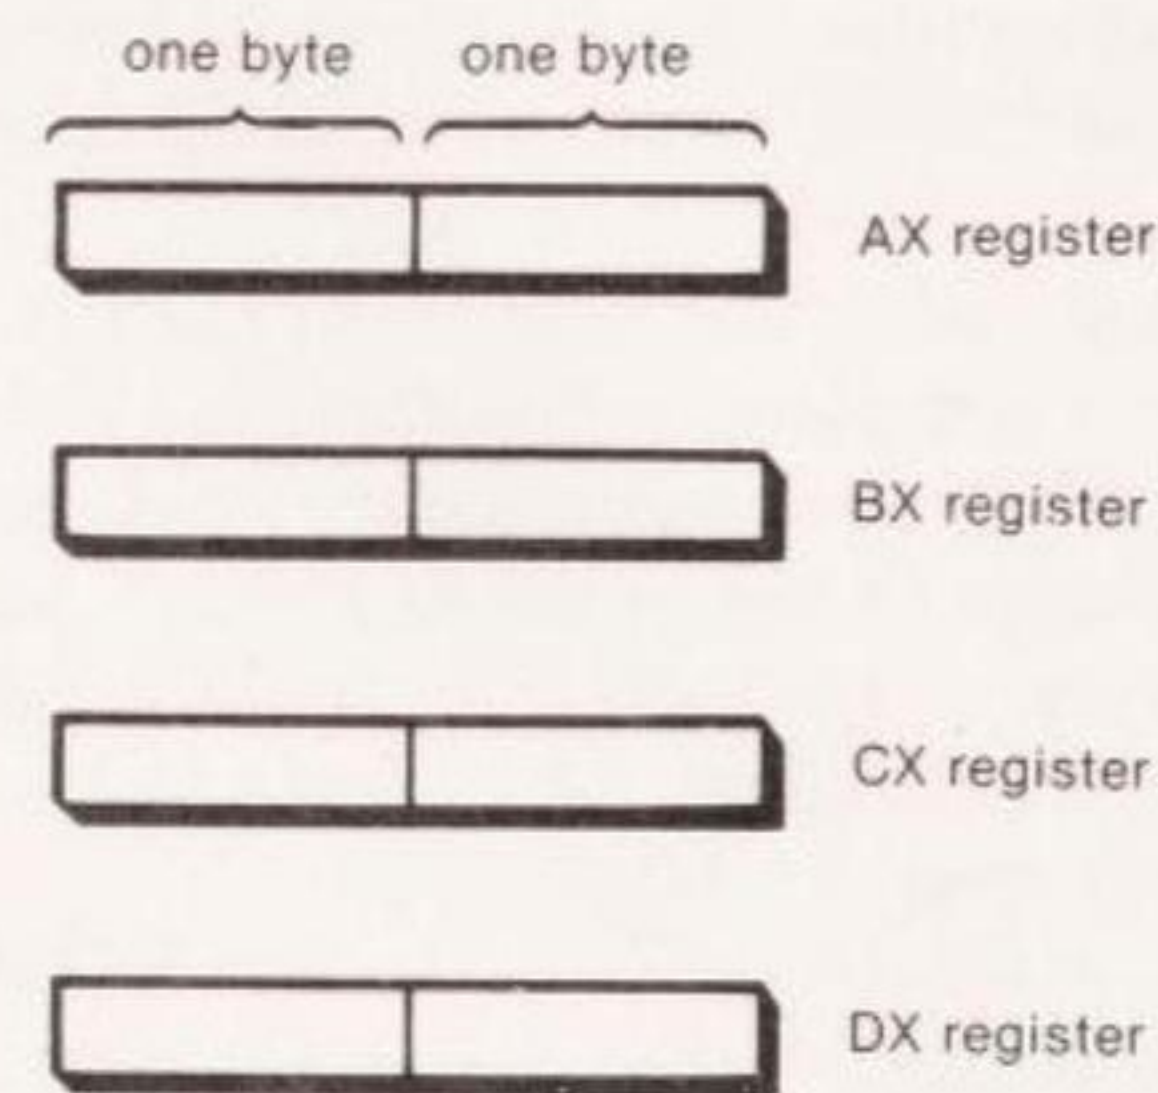 one byte one byte
AX register
BX register
CX register
DX register